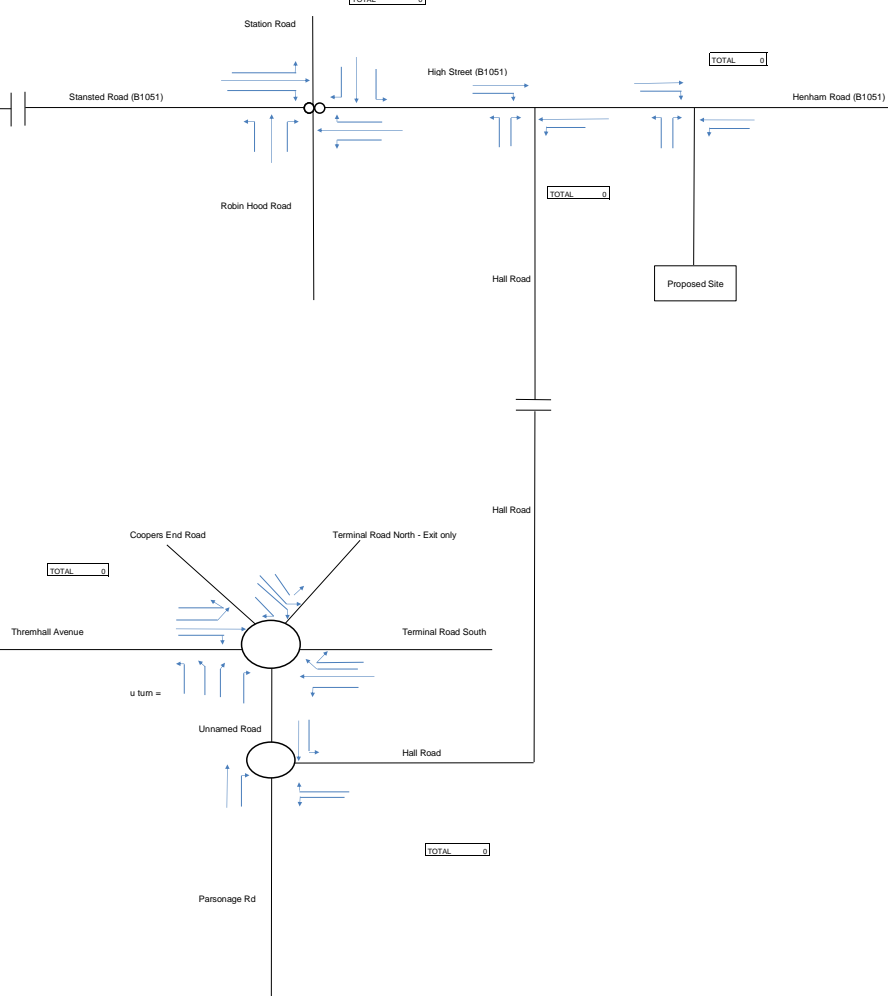 TOTAL 0
Station Road
TOTAL 0
High Street (B1051)
Stansted Road (B1051)
Henham Road (B1051)
TOTAL 0
Robin Hood Road
Hall Road
Proposed Site
Hall Road
Coopers End Road
Terminal Road North - Exit only
TOTAL 0
Thremhall Avenue
Terminal Road South
u turn =
Unnamed Road
Hall Road
TOTAL 0
Parsonage Rd